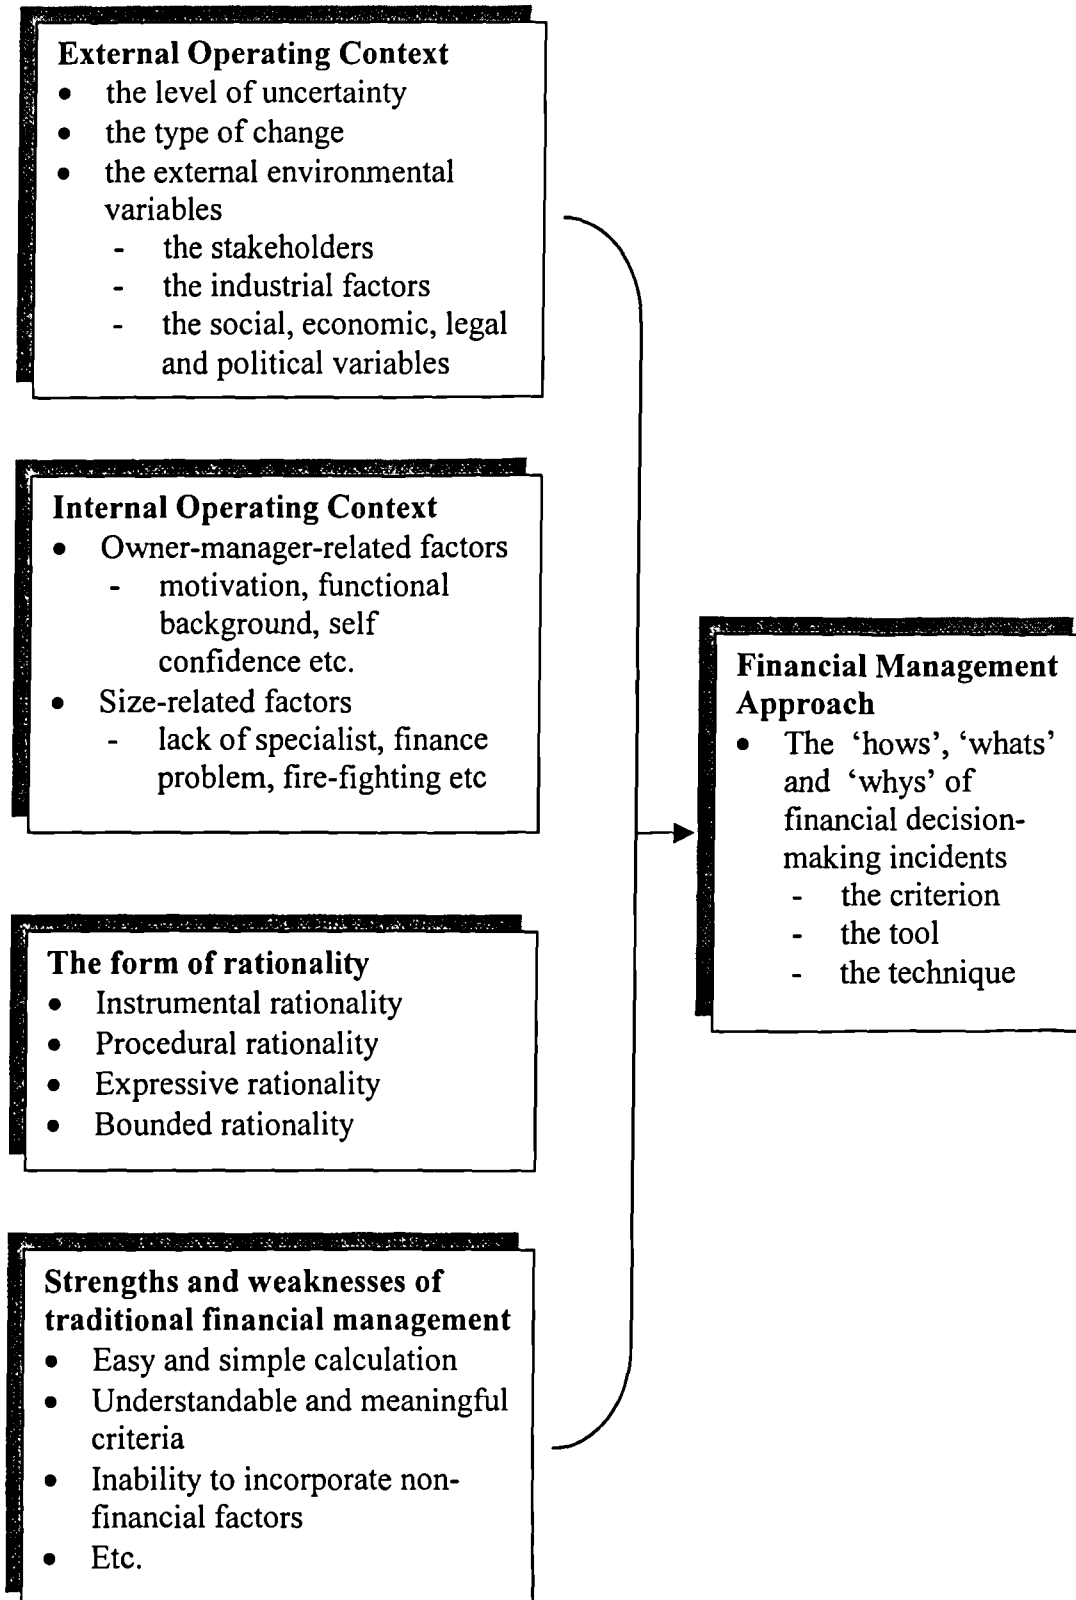 External Operating Context
• the level of uncertainty
• the type of change
• the external environmental
variables
- the stakeholders
- the industrial factors
- the social, economic, legal
and political variables
Internal Operating Context
• Owner-manager-related factors
- motivation, functional
background, self
confidence etc.
• Size-related factors
- lack of specialist, finance
problem, fire-fighting etc
The form of rationality
• Instrumental rationality
• Procedural rationality
• Expressive rationality
• Bounded rationality
Strengths and weaknesses of
traditional financial management
• Easy and simple calculation
• Understandable and meaningful
criteria
• Inability to incorporate non-
financial factors
• Etc.
Financial Management
Approach
• The ‘hows’, ‘whats’
and ‘whys’ of
financial decision-
making incidents
- the criterion
- the tool
- the technique